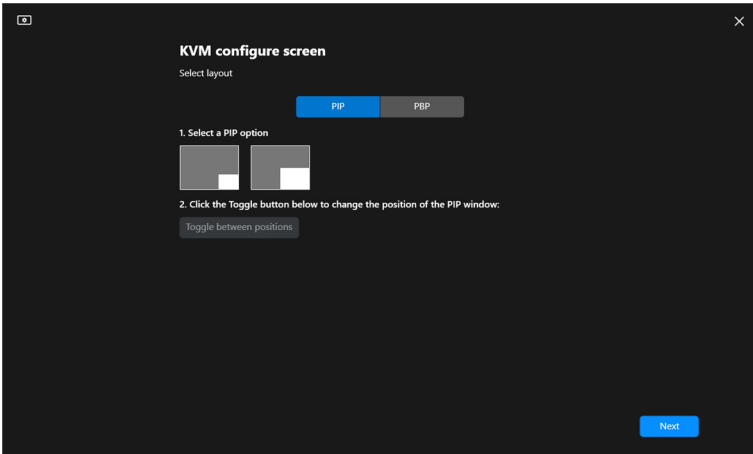 KVM configure screen
Select layout
PIP
PBP
1. Select a PIP option
2. Click the Toggle button below to change the position of the PIP window:
Toggle between positions
Next